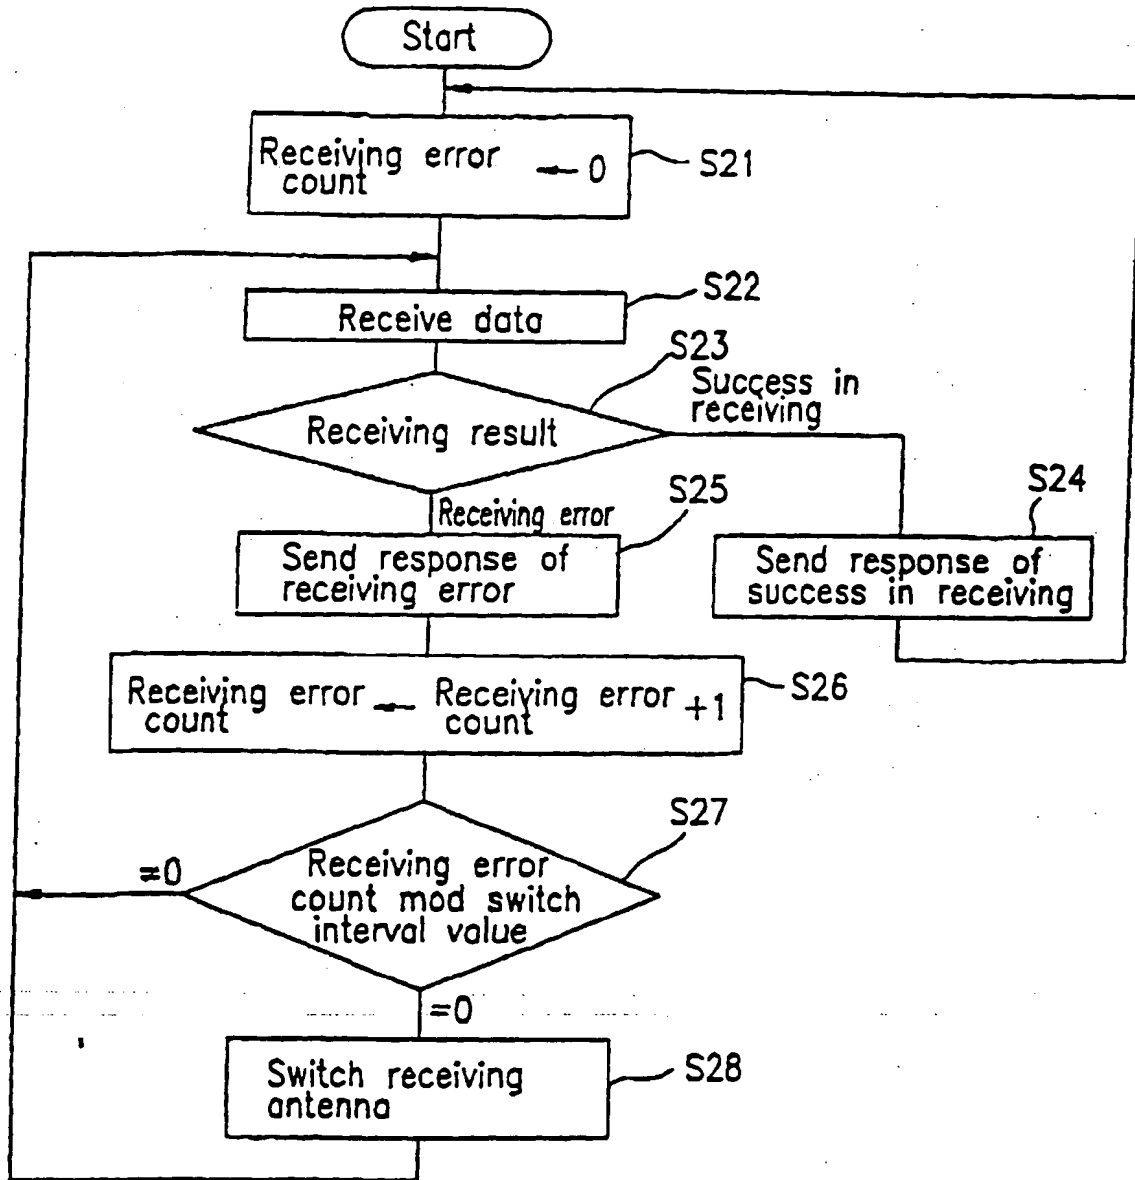 Start
Receiving error
count
← 0
S21
S22
Receive data
S23
Success in
receiving
Receiving result
S25
Receiving error
S24
Send response of
receiving error
Send response of
success in receiving
Receiving error
count
← Receiving error
count
+1
S26
S27
≠0
Receiving error
count mod switch
interval value
=0
S28
Switch receiving
antenna